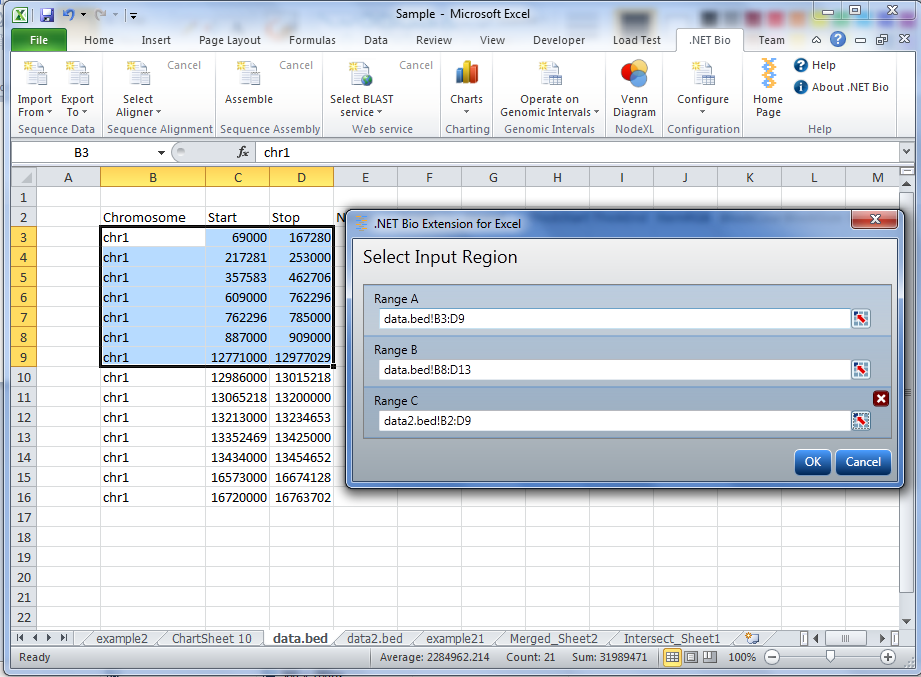 Sample - Microsoft Excel
File Home Insert Page Layout Formulas Data Review View Developer Load Test .NET Bio Team
Cancel Cancel Cancel Help
About .NET Bio
Import From Export To Select Aligner Assemble Select BLAST service Charts Operate on Genomic Intervals Venn Diagram Configure Home Page
Sequence Data Sequence Alignment Sequence Assembly Web service Charting Genomic Intervals NodeXL Configuration Help
B3 fx chr1
A B C D E F G H I J K L M
1
2 Chromosome Start Stop
3 chr1 69000 167280
4 chr1 217281 253000
5 chr1 357583 462706
6 chr1 609000 762296
7 chr1 762296 785000
8 chr1 887000 909000
9 chr1 12771000 12977029
10 chr1 12986000 13015218
11 chr1 13065218 13200000
12 chr1 13213000 13234653
13 chr1 13352469 13425000
14 chr1 13434000 13454652
15 chr1 16573000 16674128
16 chr1 16720000 16763702
17
18
19
20
21
22
.NET Bio Extension for Excel
Select Input Region
Range A
data.bed!B3:D9
Range B
data.bed!B8:D13
Range C
data2.bed!B2:D9
OK Cancel
example2 ChartSheet 10 data.bed data2.bed example21 Merged_Sheet2 Intersect_Sheet1
Ready Average: 2284962.214 Count: 21 Sum: 31989471 100%